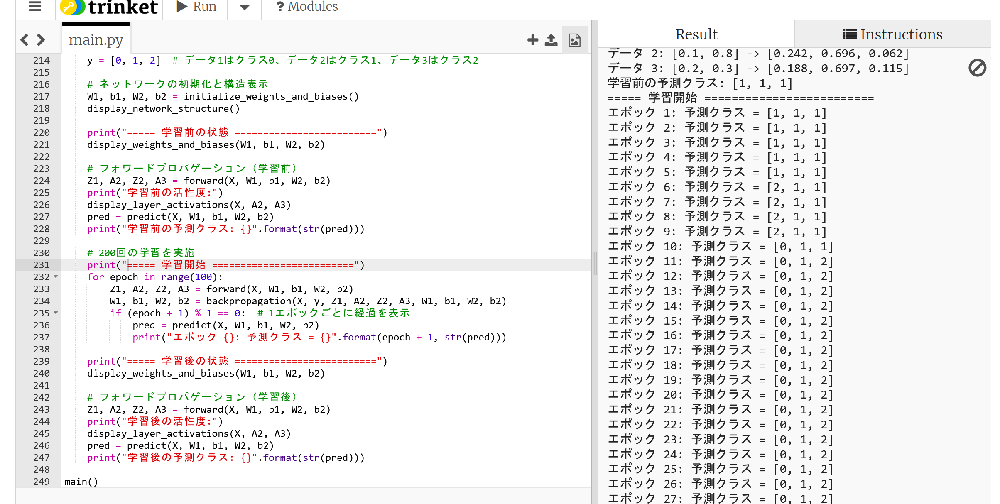 trinket
Run
? Modules
main.py
214 y = [0, 1, 2]  # データ1はクラス0、データ2はクラス1、データ3はクラス2
215
216 # ネットワークの初期化と構造表示
217 W1, b1, W2, b2 = initialize_weights_and_biases()
218 display_network_structure()
219
220 print("===== 学習前の状態 =========================")
221 display_weights_and_biases(W1, b1, W2, b2)
222
223 # フォワードプロパゲーション（学習前）
224 Z1, A2, Z2, A3 = forward(X, W1, b1, W2, b2)
225 print("学習前の活性度:")
226 display_layer_activations(X, A2, A3)
227 pred = predict(X, W1, b1, W2, b2)
228 print("学習前の予測クラス: {}".format(str(pred)))
229
230 # 200回の学習を実施
231 print("===== 学習開始 =========================")
232 for epoch in range(100):
233 Z1, A2, Z2, A3 = forward(X, W1, b1, W2, b2)
234 W1, b1, W2, b2 = backpropagation(X, y, Z1, A2, Z2, A3, W1, b1, W2, b2)
235 if (epoch + 1) % 1 == 0:  # 1エポックごとに経過を表示
236 pred = predict(X, W1, b1, W2, b2)
237 print("エポック {}: 予測クラス = {}".format(epoch + 1, str(pred)))
238
239 print("===== 学習後の状態 =========================")
240 display_weights_and_biases(W1, b1, W2, b2)
241
242 # フォワードプロパゲーション（学習後）
243 Z1, A2, Z2, A3 = forward(X, W1, b1, W2, b2)
244 print("学習後の活性度:")
245 display_layer_activations(X, A2, A3)
246 pred = predict(X, W1, b1, W2, b2)
247 print("学習後の予測クラス: {}".format(str(pred)))
248
249 main()
Result
Instructions
データ 2: [0.1, 0.8] -> [0.242, 0.696, 0.062]
データ 3: [0.2, 0.3] -> [0.188, 0.697, 0.115]
学習前の予測クラス: [1, 1, 1]
===== 学習開始 =========================
エポック 1: 予測クラス = [1, 1, 1]
エポック 2: 予測クラス = [1, 1, 1]
エポック 3: 予測クラス = [1, 1, 1]
エポック 4: 予測クラス = [1, 1, 1]
エポック 5: 予測クラス = [1, 1, 1]
エポック 6: 予測クラス = [2, 1, 1]
エポック 7: 予測クラス = [2, 1, 1]
エポック 8: 予測クラス = [2, 1, 1]
エポック 9: 予測クラス = [2, 1, 1]
エポック 10: 予測クラス = [0, 1, 1]
エポック 11: 予測クラス = [0, 1, 2]
エポック 12: 予測クラス = [0, 1, 2]
エポック 13: 予測クラス = [0, 1, 2]
エポック 14: 予測クラス = [0, 1, 2]
エポック 15: 予測クラス = [0, 1, 2]
エポック 16: 予測クラス = [0, 1, 2]
エポック 17: 予測クラス = [0, 1, 2]
エポック 18: 予測クラス = [0, 1, 2]
エポック 19: 予測クラス = [0, 1, 2]
エポック 20: 予測クラス = [0, 1, 2]
エポック 21: 予測クラス = [0, 1, 2]
エポック 22: 予測クラス = [0, 1, 2]
エポック 23: 予測クラス = [0, 1, 2]
エポック 24: 予測クラス = [0, 1, 2]
エポック 25: 予測クラス = [0, 1, 2]
エポック 26: 予測クラス = [0, 1, 2]
エポック 27: 予測クラス = [0, 1, 2]